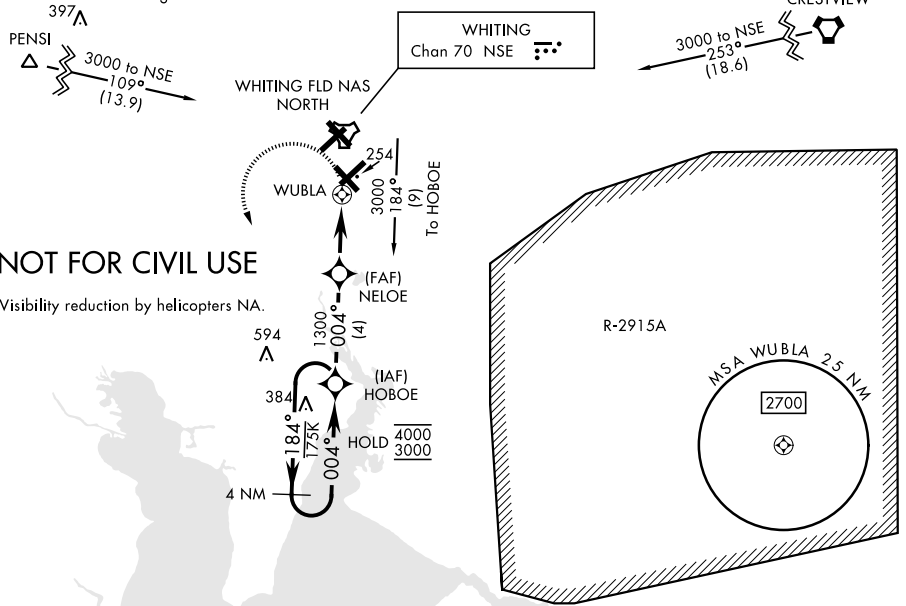 397
PENSI
3000 to NSE
109°
(13.9)
WHITING
Chan 70 NSE
3000 to NSE
253°
(18.6)
WHITING FLD NAS
NORTH
254
WUBLA
3000
184°
(9)
To HOBOE
NOT FOR CIVIL USE
(FAF)
NELOE
Visibility reduction by helicopters NA.
1300
004°
(4)
594
(IAF)
HOBOE
384
184°
175K
004°
HOLD
4000
3000
4 NM
R-2915A
MSA WUBLA 25 NM
2700